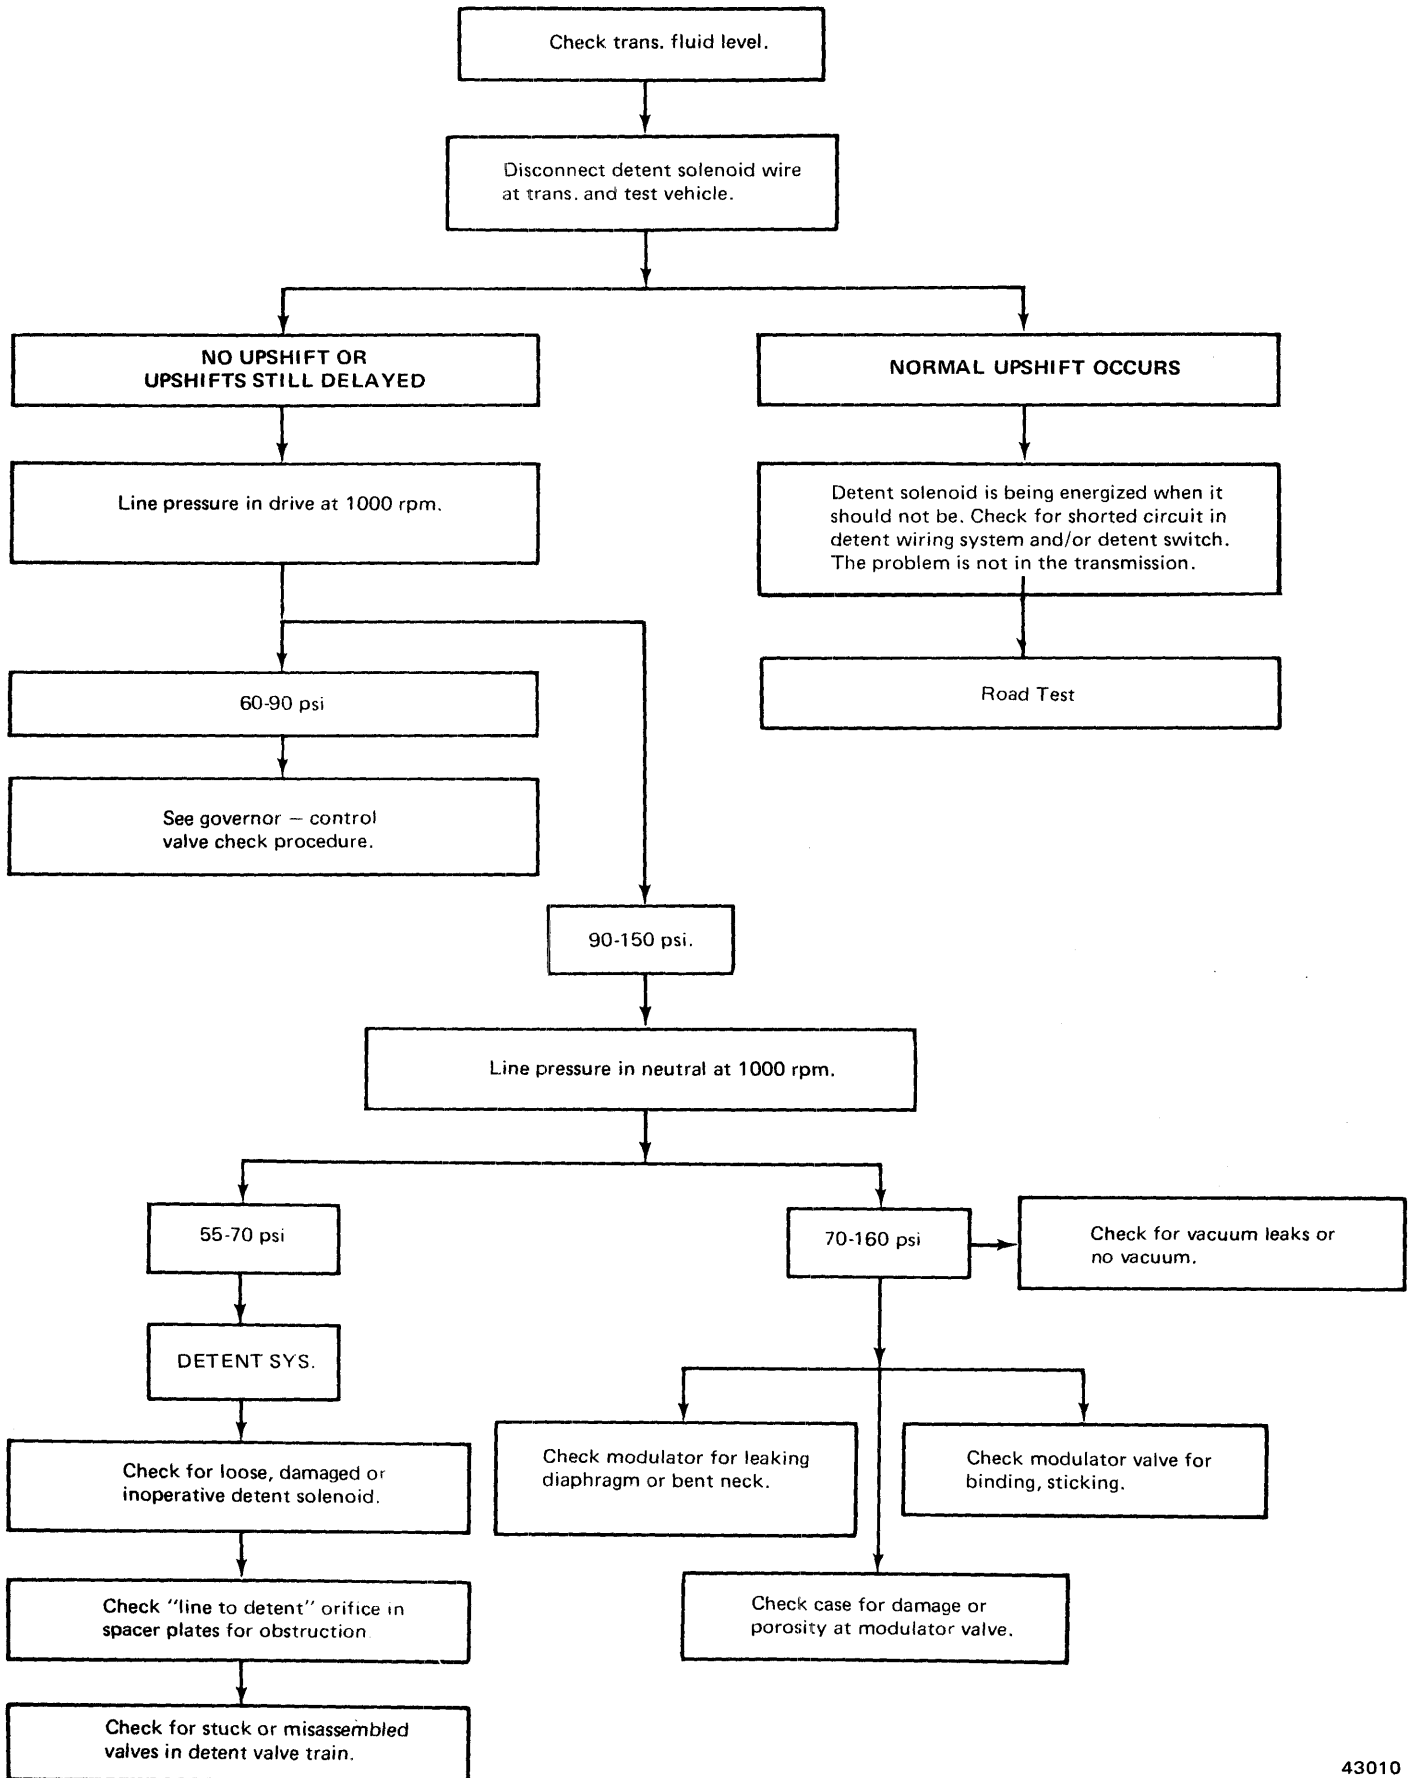 Check trans. fluid level.
Disconnect detent solenoid wire
at trans. and test vehicle.
NO UPSHIFT OR
UPSHIFTS STILL DELAYED
NORMAL UPSHIFT OCCURS
Line pressure in drive at 1000 rpm.
Detent solenoid is being energized when it
should not be. Check for shorted circuit in
detent wiring system and/or detent switch.
The problem is not in the transmission.
60-90 psi
Road Test
See governor — control
valve check procedure.
90-150 psi.
Line pressure in neutral at 1000 rpm.
55-70 psi
70-160 psi
Check for vacuum leaks or
no vacuum.
DETENT SYS.
Check for loose, damaged or
inoperative detent solenoid.
Check modulator for leaking
diaphragm or bent neck.
Check modulator valve for
binding, sticking.
Check "line to detent" orifice in
spacer plates for obstruction.
Check case for damage or
porosity at modulator valve.
Check for stuck or misassembled
valves in detent valve train.
43010